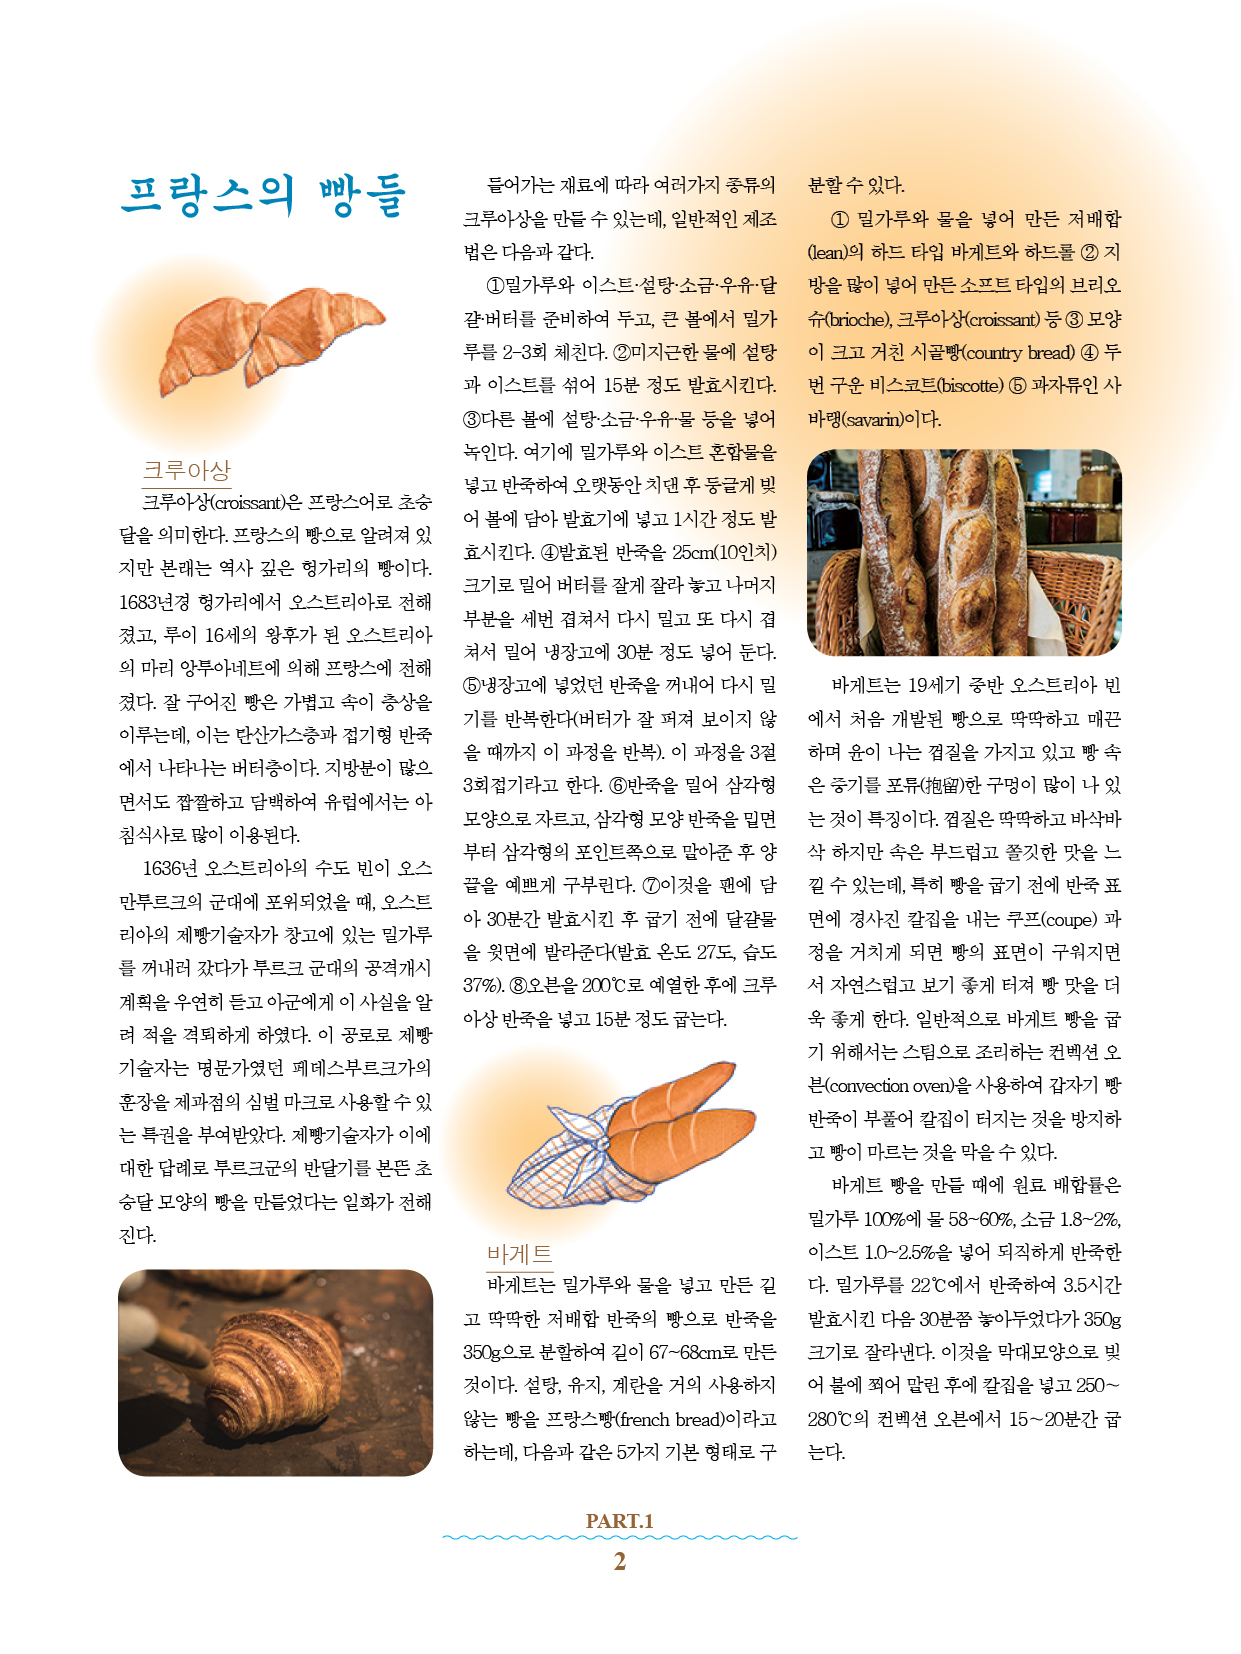 프랑스의 빵들
크루아상
크루아상(croissant)은 프랑스어로 초승
달을 의미한다. 프랑스의 빵으로 알려져 있
지만 본래는 역사 깊은 헝가리의 빵이다.
1683년경 헝가리에서 오스트리아로 전해
졌고, 루이 16세의 왕후가 된 오스트리아
의 마리 앙투아네트에 의해 프랑스에 전해
졌다. 잘 구어진 빵은 가볍고 속이 층상을
이루는데, 이는 탄산가스층과 접기형 반죽
에서 나타나는 버터층이다. 지방분이 많으
면서도 짭짤하고 담백하여 유럽에서는 아
침식사로 많이 이용된다.
1636년 오스트리아의 수도 빈이 오스
만투르크의 군대에 포위되었을 때, 오스트
리아의 제빵기술자가 창고에 있는 밀가루
를 꺼내러 갔다가 투르크 군대의 공격개시
계획을 우연히 듣고 아군에게 이 사실을 알
려 적을 격퇴하게 하였다. 이 공로로 제빵
기술자는 명문가였던 페데스부르크가의
훈장을 제과점의 심벌 마크로 사용할 수 있
는 특권을 부여받았다. 제빵기술자가 이에
대한 답례로 투르크군의 반달기를 본뜬 초
승달 모양의 빵을 만들었다는 일화가 전해
진다.
들어가는 재료에 따라 여러가지 종류의
크루아상을 만들 수 있는데, 일반적인 제조
법은 다음과 같다.
①밀가루와 이스트·설탕·소금·우유·달
걀·버터를 준비하여 두고, 큰 볼에서 밀가
루를 2-3회 체친다. ②미지근한 물에 설탕
과 이스트를 섞어 15분 정도 발효시킨다.
③다른 볼에 설탕·소금·우유·물 등을 넣어
녹인다. 여기에 밀가루와 이스트 혼합물을
넣고 반죽하여 오랫동안 치댄 후 둥글게 빚
어 볼에 담아 발효기에 넣고 1시간 정도 발
효시킨다. ④발효된 반죽을 25cm(10인치)
크기로 밀어 버터를 잘게 잘라 놓고 나머지
부분을 세번 겹쳐서 다시 밀고 또 다시 겹
쳐서 밀어 냉장고에 30분 정도 넣어 둔다.
⑤냉장고에 넣었던 반죽을 꺼내어 다시 밀
기를 반복한다(버터가 잘 펴져 보이지 않
을 때까지 이 과정을 반복). 이 과정을 3절
3회접기라고 한다. ⑥반죽을 밀어 삼각형
모양으로 자르고, 삼각형 모양 반죽을 밑면
부터 삼각형의 포인트쪽으로 말아준 후 양
끝을 예쁘게 구부린다. ⑦이것을 팬에 담
아 30분간 발효시킨 후 굽기 전에 달걀물
을 윗면에 발라준다(발효 온도 27도, 습도
37%). ⑧오븐을 200℃로 예열한 후에 크루
아상 반죽을 넣고 15분 정도 굽는다.
바게트
바게트는 밀가루와 물을 넣고 만든 길
고 딱딱한 저배합 반죽의 빵으로 반죽을
350g으로 분할하여 길이 67~68cm로 만든
것이다. 설탕, 유지, 계란을 거의 사용하지
않는 빵을 프랑스빵(french bread)이라고
하는데, 다음과 같은 5가지 기본 형태로 구
분할 수 있다.
① 밀가루와 물을 넣어 만든 저배합
(lean)의 하드 타입 바게트와 하드롤 ② 지
방을 많이 넣어 만든 소프트 타입의 브리오
슈(brioche), 크루아상(croissant) 등 ③ 모양
이 크고 거친 시골빵(country bread) ④ 두
번 구운 비스코트(biscotte) ⑤ 과자류인 사
바랭(savarin)이다.
바게트는 19세기 중반 오스트리아 빈
에서 처음 개발된 빵으로 딱딱하고 매끈
하며 윤이 나는 껍질을 가지고 있고 빵 속
은 증기를 포류(抱留)한 구멍이 많이 나 있
는 것이 특징이다. 껍질은 딱딱하고 바삭바
삭 하지만 속은 부드럽고 쫄깃한 맛을 느
낄 수 있는데, 특히 빵을 굽기 전에 반죽 표
면에 경사진 칼집을 내는 쿠프(coupe) 과
정을 거치게 되면 빵의 표면이 구워지면
서 자연스럽고 보기 좋게 터져 빵 맛을 더
욱 좋게 한다. 일반적으로 바게트 빵을 굽
기 위해서는 스팀으로 조리하는 컨벡션 오
븐(convection oven)을 사용하여 갑자기 빵
반죽이 부풀어 칼집이 터지는 것을 방지하
고 빵이 마르는 것을 막을 수 있다.
바게트 빵을 만들 때에 원료 배합률은
밀가루 100%에 물 58~60%, 소금 1.8~2%,
이스트 1.0~2.5%을 넣어 되직하게 반죽한
다. 밀가루를 22℃에서 반죽하여 3.5시간
발효시킨 다음 30분쯤 놓아두었다가 350g
크기로 잘라낸다. 이것을 막대모양으로 빚
어 불에 쬐어 말린 후에 칼집을 넣고 250～
280℃의 컨벡션 오븐에서 15～20분간 굽
는다.
PART.1
2